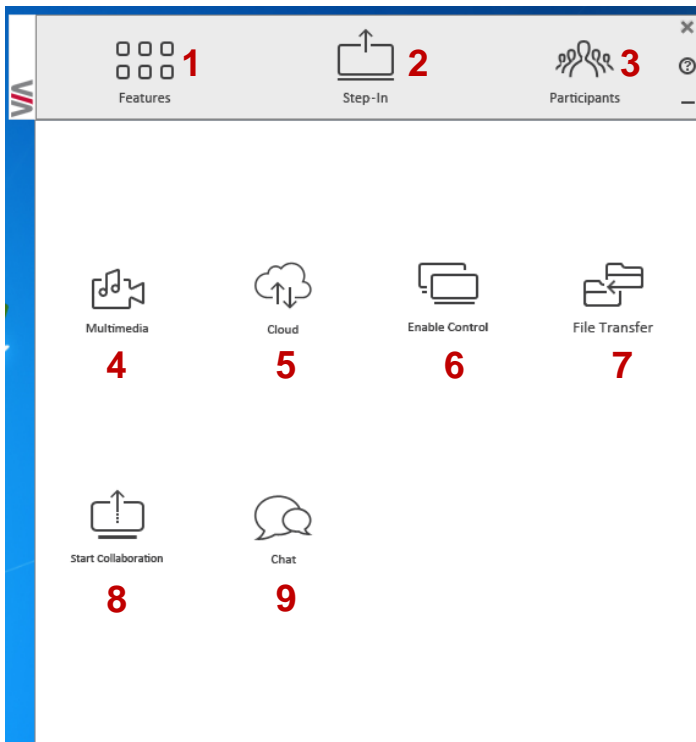 1 2 3
Features Step-In Participants
VIA
Multimedia Cloud Enable Control File Transfer
4 5 6 7
Start Collaboration Chat
8 9